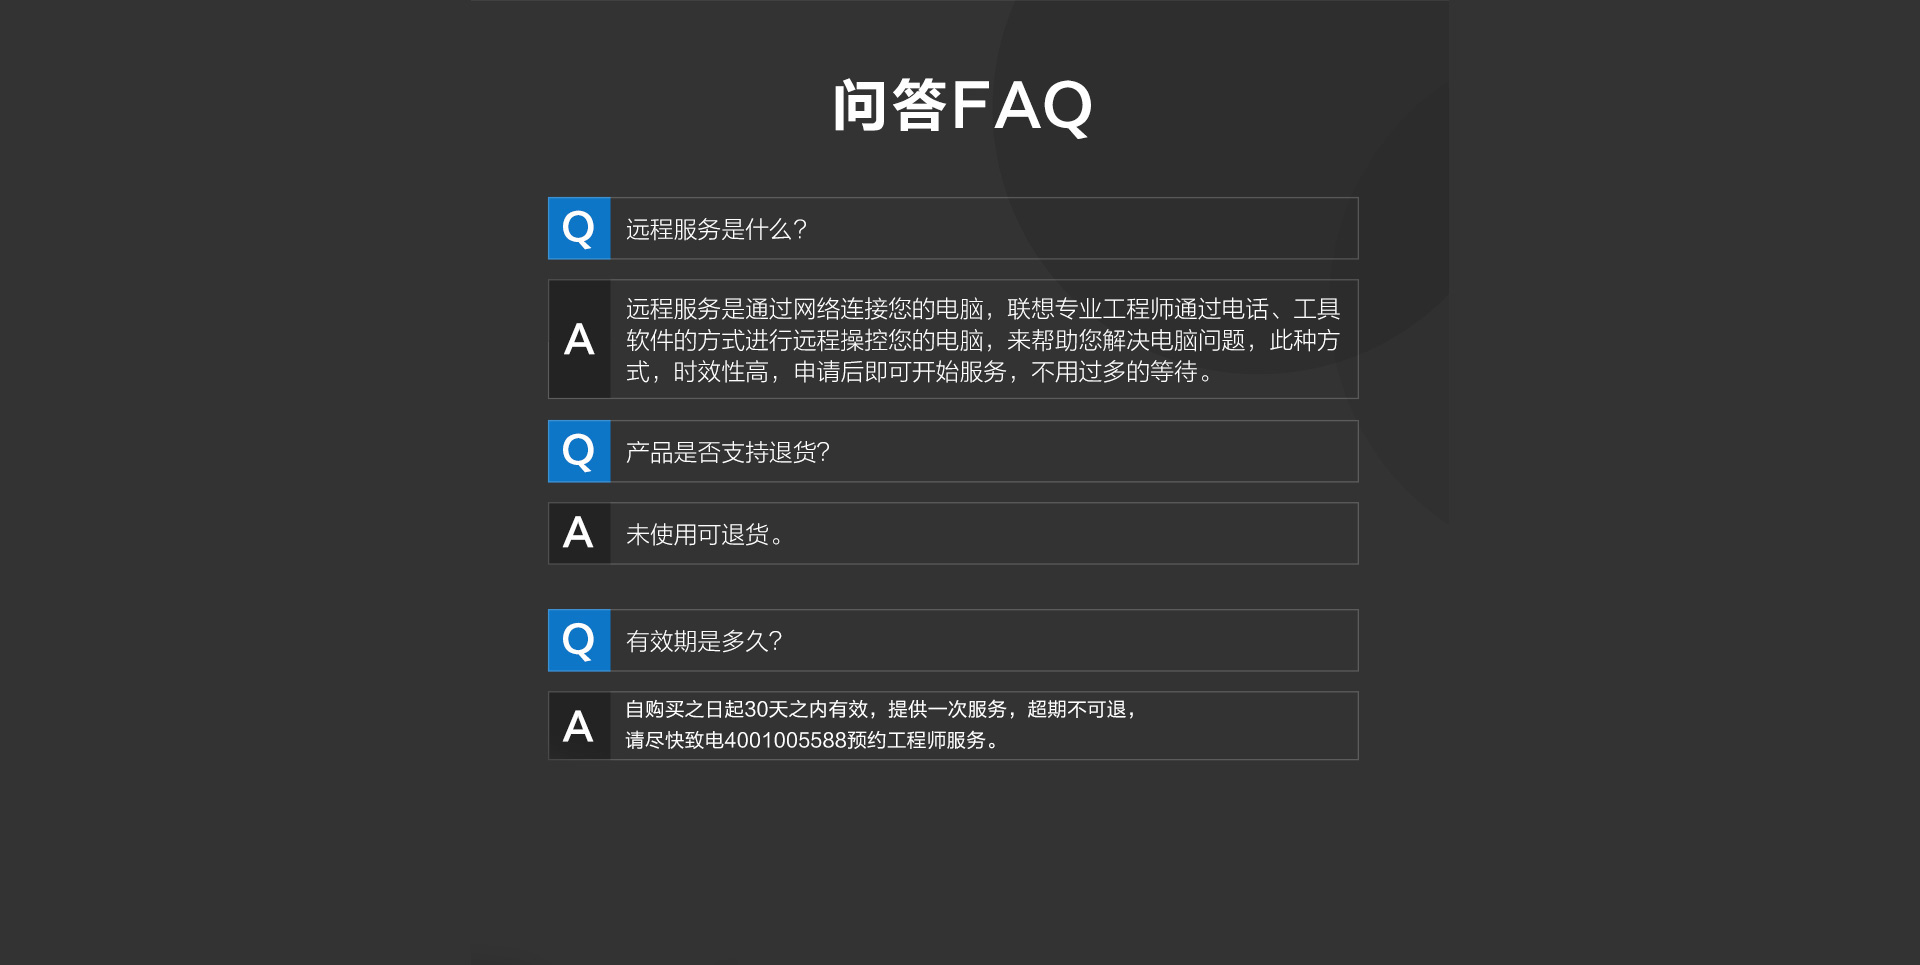 问答FAQ
Q 远程服务是什么？
远程服务是通过网络连接您的电脑，联想专业工程师通过电话、工具
A 软件的方式进行远程操控您的电脑，来帮助您解决电脑问题，此种方
式，时效性高，申请后即可开始服务，不用过多的等待。
Q 产品是否支持退货？
A 未使用可退货。
Q 有效期是多久？
A 自购买之日起30天之内有效，提供一次服务，超期不可退，
请尽快致电4001005588预约工程师服务。